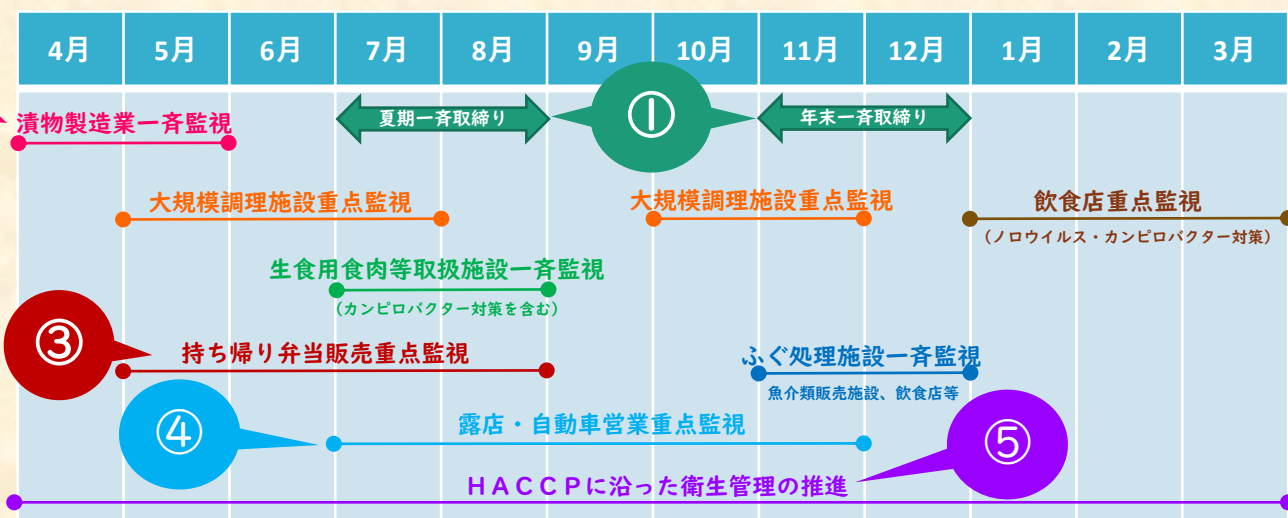 4月 5月 6月 7月 8月 9月 10月 11月 12月 1月 2月 3月
漬物製造業一斉監視
夏期一斉取締り
①
年末一斉取締り
大規模調理施設重点監視
大規模調理施設重点監視
飲食店重点監視
(ノロウイルス・カンピロバクター対策)
生食用食肉等取扱施設一斉監視
(カンピロバクター対策を含む)
③
持ち帰り弁当販売重点監視
ふぐ処理施設一斉監視
魚介類販売施設、飲食店等
④
露店・自動車営業重点監視
⑤
HACCPに沿った衛生管理の推進